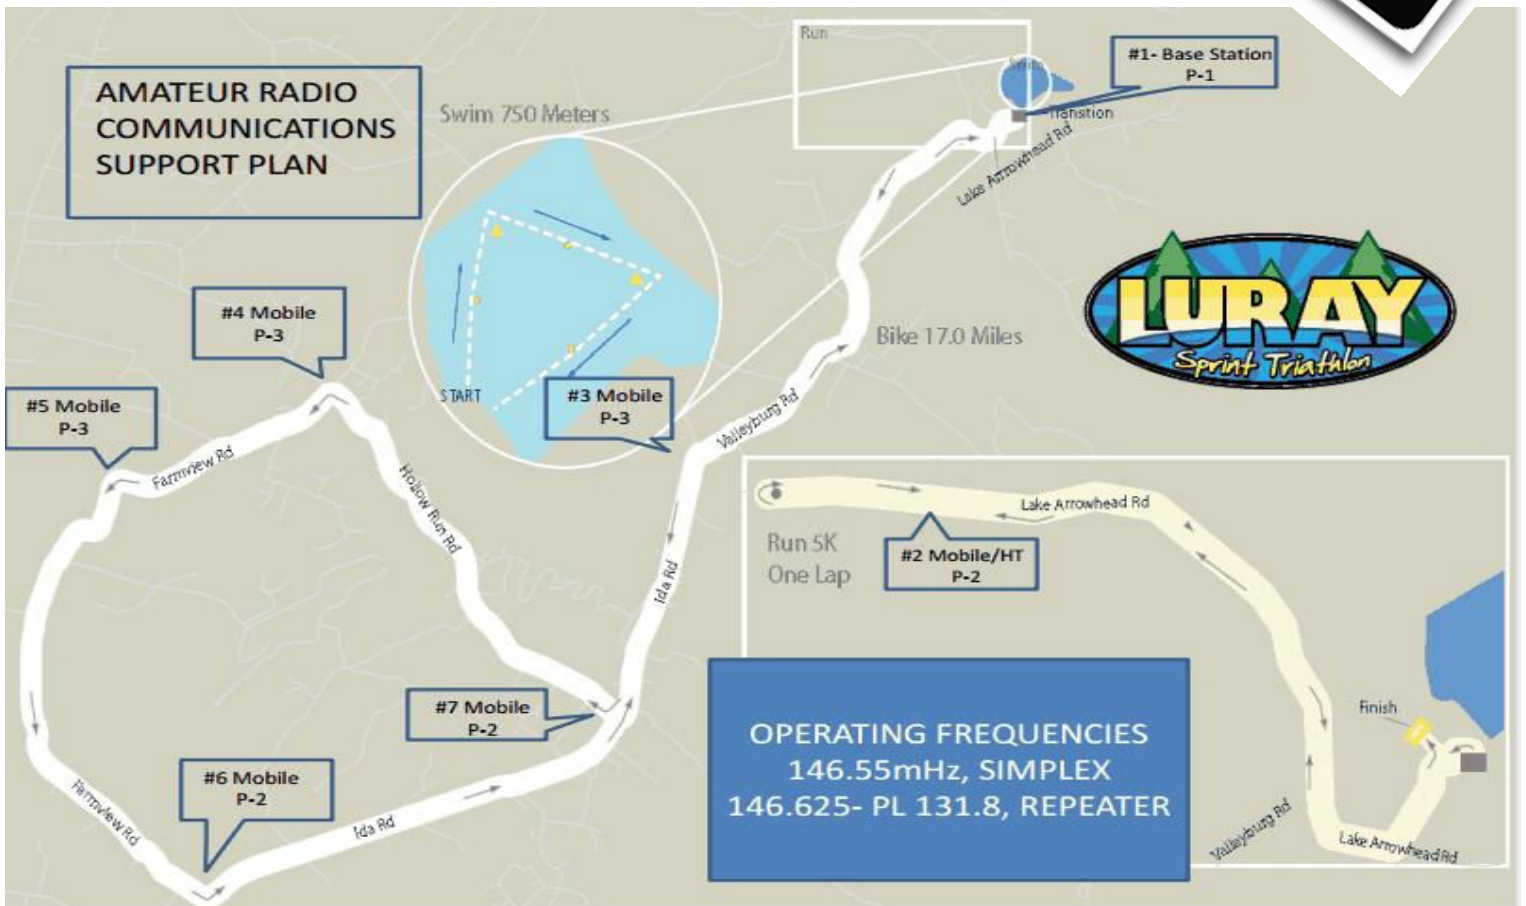 Run
#1- Base Station
P-1
AMATEUR RADIO
COMMUNICATIONS
SUPPORT PLAN
Swim 750 Meters
Swim
Transition
Lake Arrowhead Rd
LURAY
Sprint Triathlon
#4 Mobile
P-3
Bike 17.0 Miles
START
#3 Mobile
P-3
#5 Mobile
P-3
Valleyburg Rd
Farmview Rd
Hollow Run Rd
Lake Arrowhead Rd
Run 5K
One Lap
#2 Mobile/HT
P-2
Ida Rd
#7 Mobile
P-2
Finish
OPERATING FREQUENCIES
146.55mHz, SIMPLEX
146.625- PL 131.8, REPEATER
#6 Mobile
P-2
Farmview Rd
Ida Rd
Valleyburg Rd
Lake Arrowhead Rd